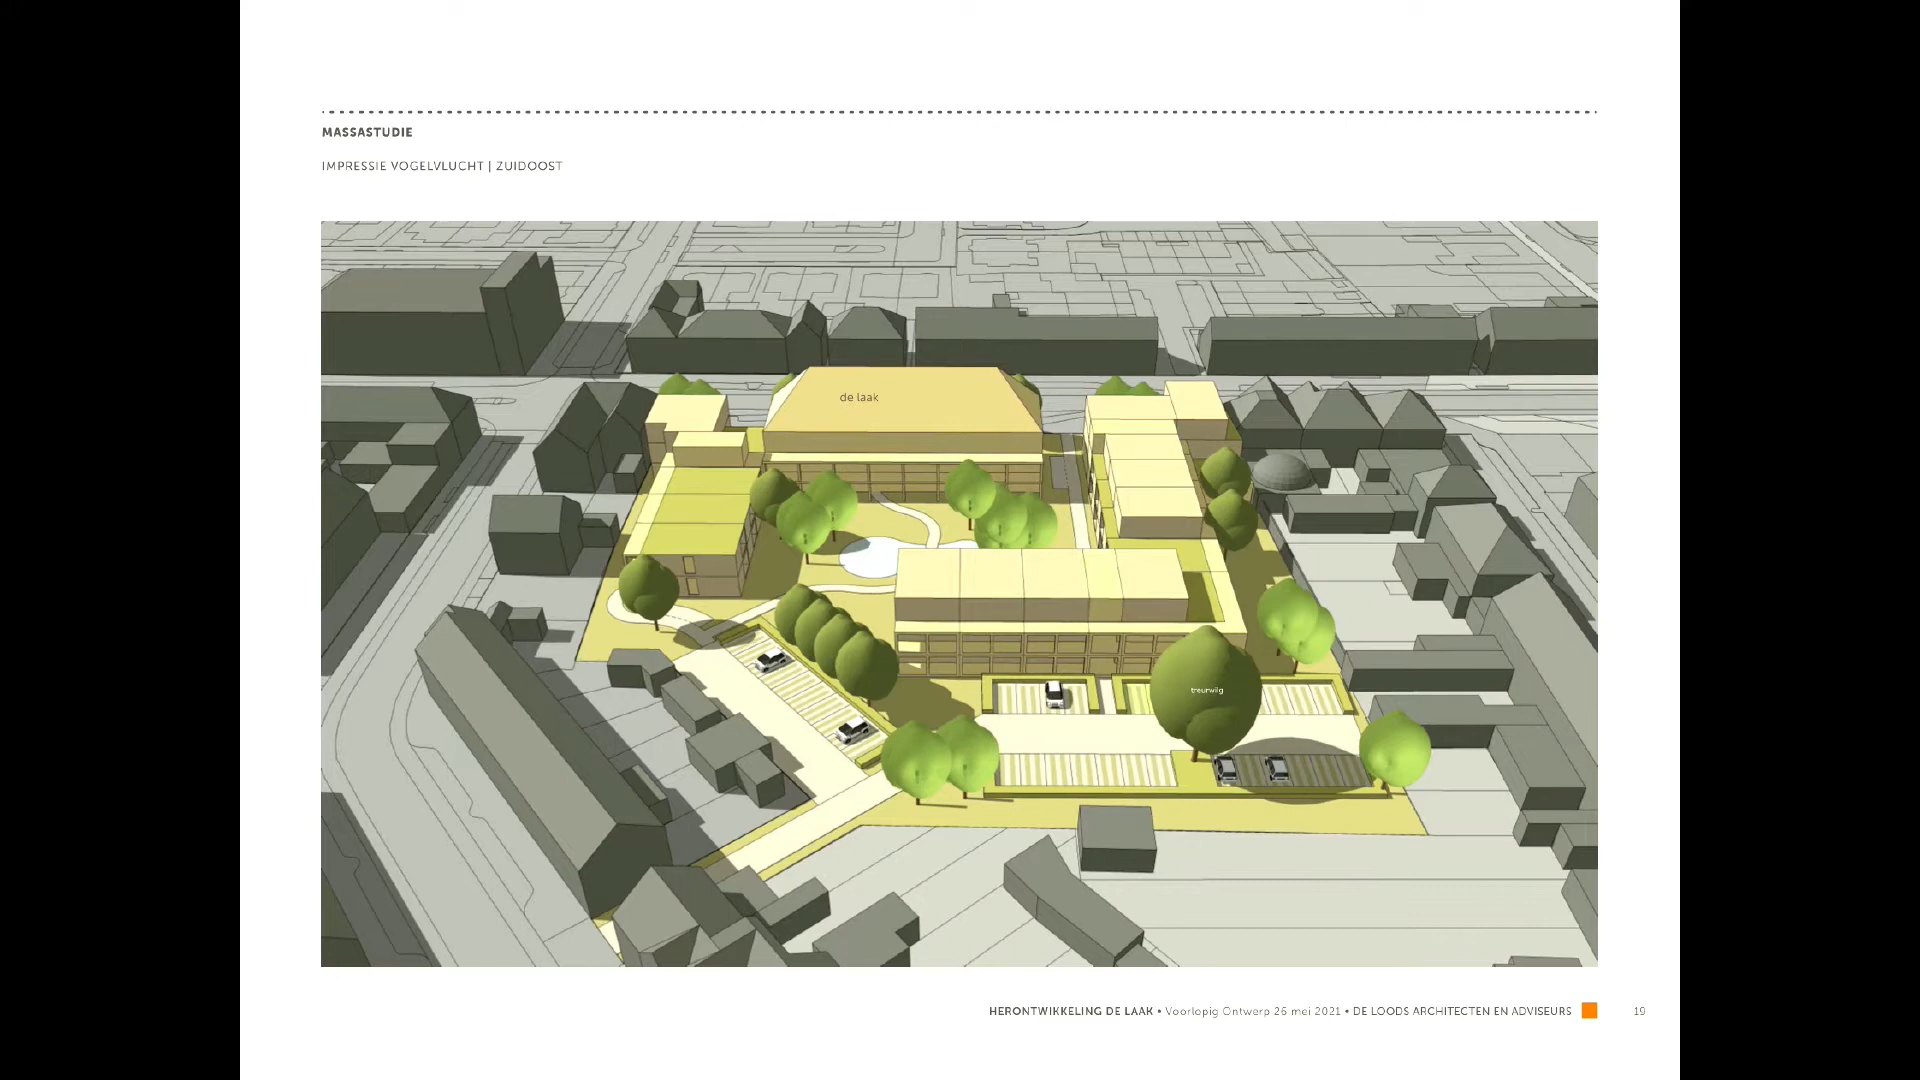 MASSASTUDIE
IMPRESSIE VOGELVLUCHT | ZUIDOOST
de laak
treurwilg
HERONTWIKKELING DE LAAK • Voorlopig Ontwerp 26 mei 2021 • DE LOODS ARCHITECTEN EN ADVISEURS 19